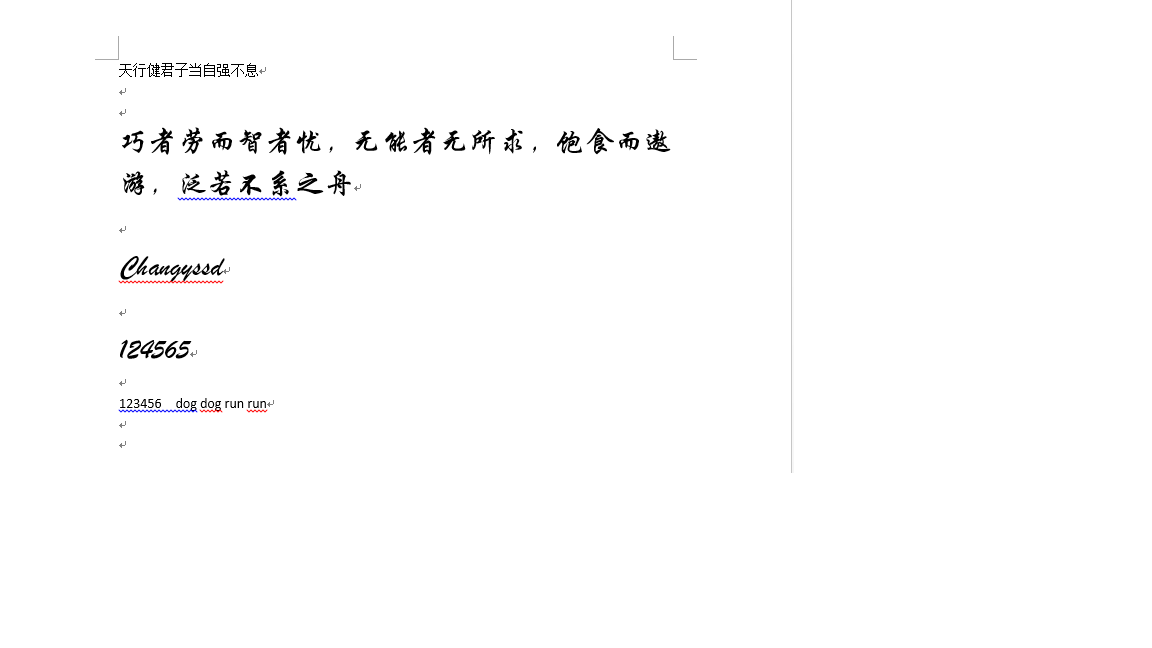 天行健君子当自强不息
巧者劳而智者忧，无能者无所求，饱食而遨
游，泛若不系之舟
Changyssd
124565
123456    dog dog run run